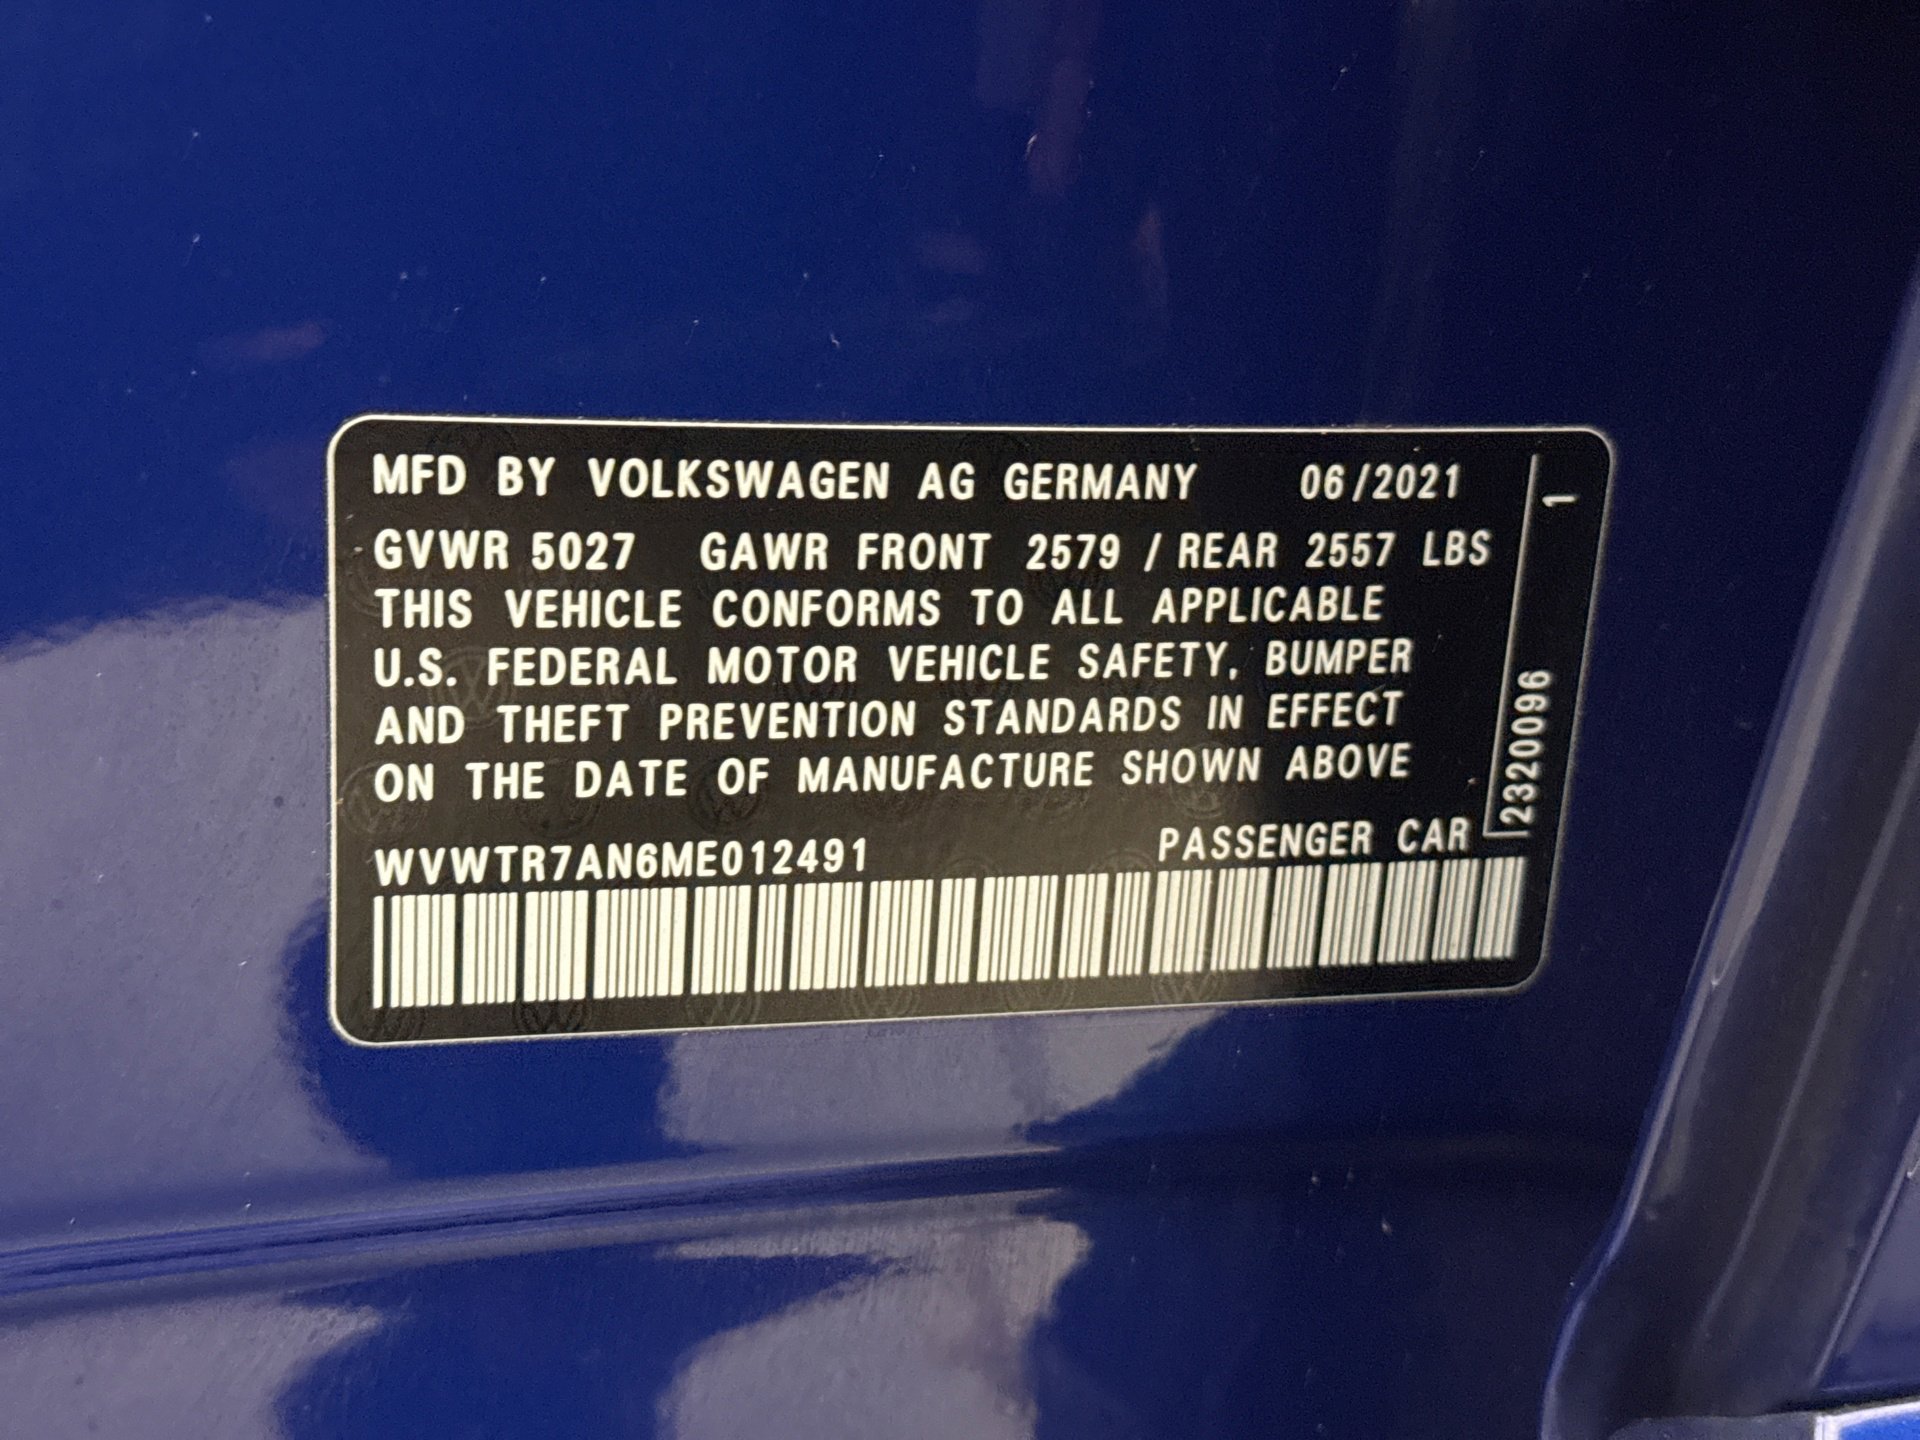 MFD BY VOLKSWAGEN AG GERMANY 06/2021
GVWR 5027 GAWR FRONT 2579 / REAR 2557 LBS
THIS VEHICLE CONFORMS TO ALL APPLICABLE
U.S. FEDERAL MOTOR VEHICLE SAFETY, BUMPER
AND THEFT PREVENTION STANDARDS IN EFFECT
ON THE DATE OF MANUFACTURE SHOWN ABOVE
WVWTR7AN6ME012491 PASSENGER CAR
2320096 1